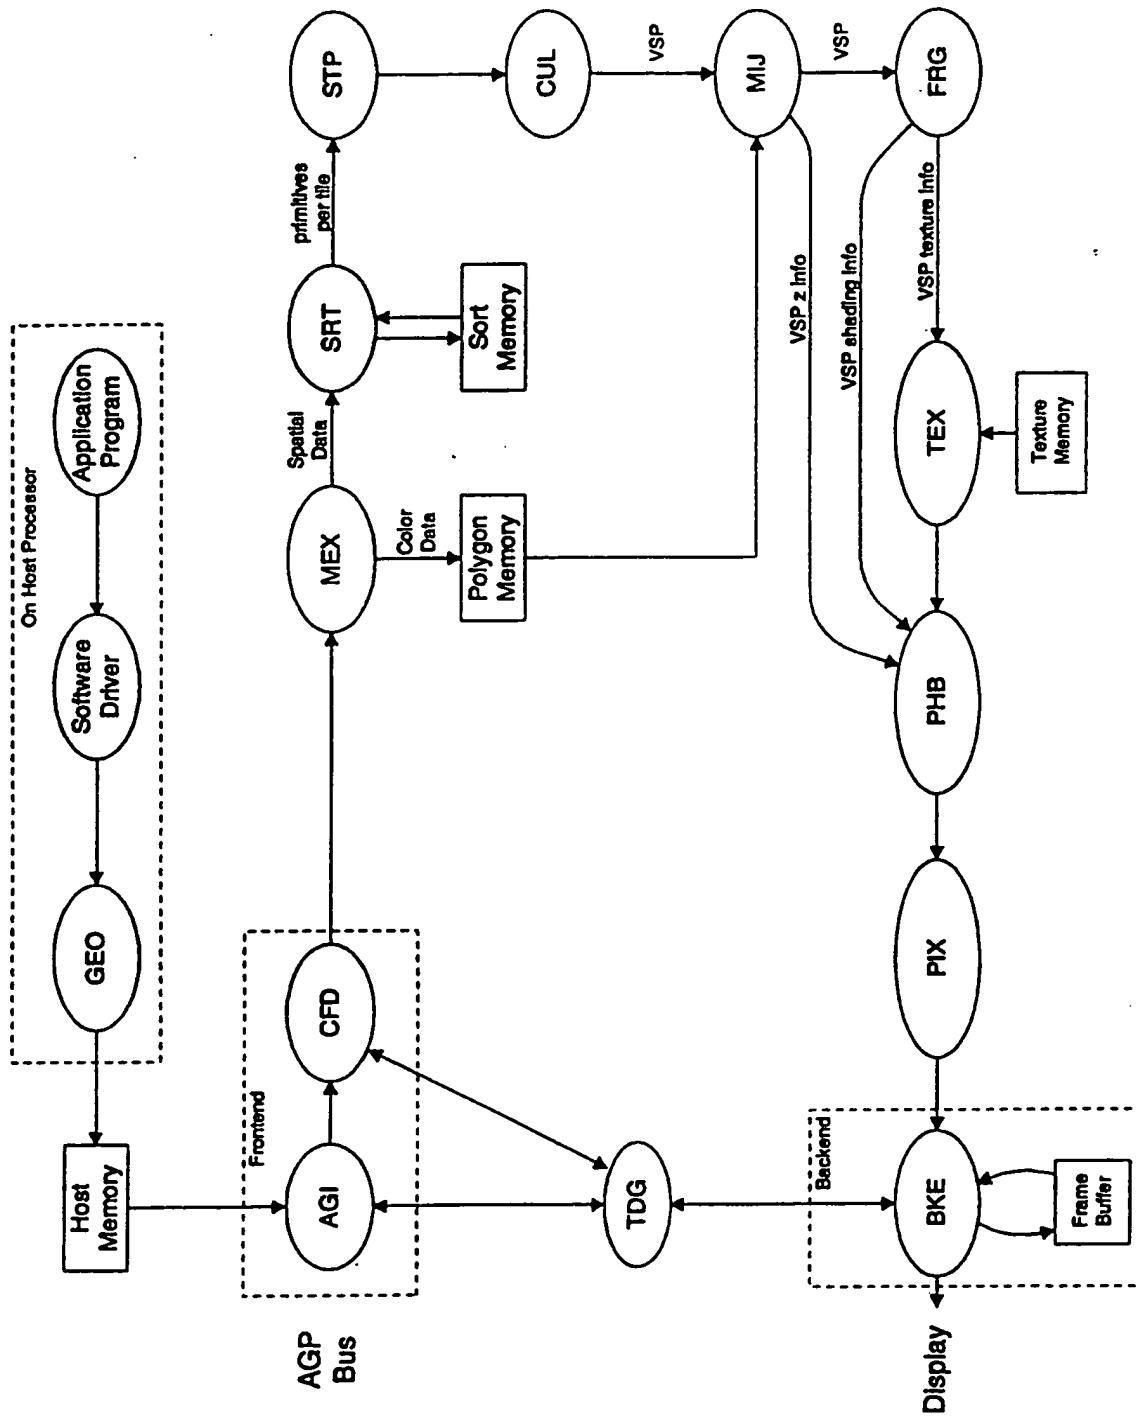 On Host Processor
Application
Program
Software
Driver
GEO
Host
Memory
AGP
Bus
Frontend
AGI
CFD
MEX
Spatial
Data
SRT
primitives
per tile
STP
Color
Data
Polygon
Memory
Sort
Memory
CUL
VSP
MIJ
VSP
FRG
VSP z info
VSP shading info
VSP texture info
TEX
Texture
Memory
PHB
PIX
TDG
Backend
BKE
Frame
Buffer
Display